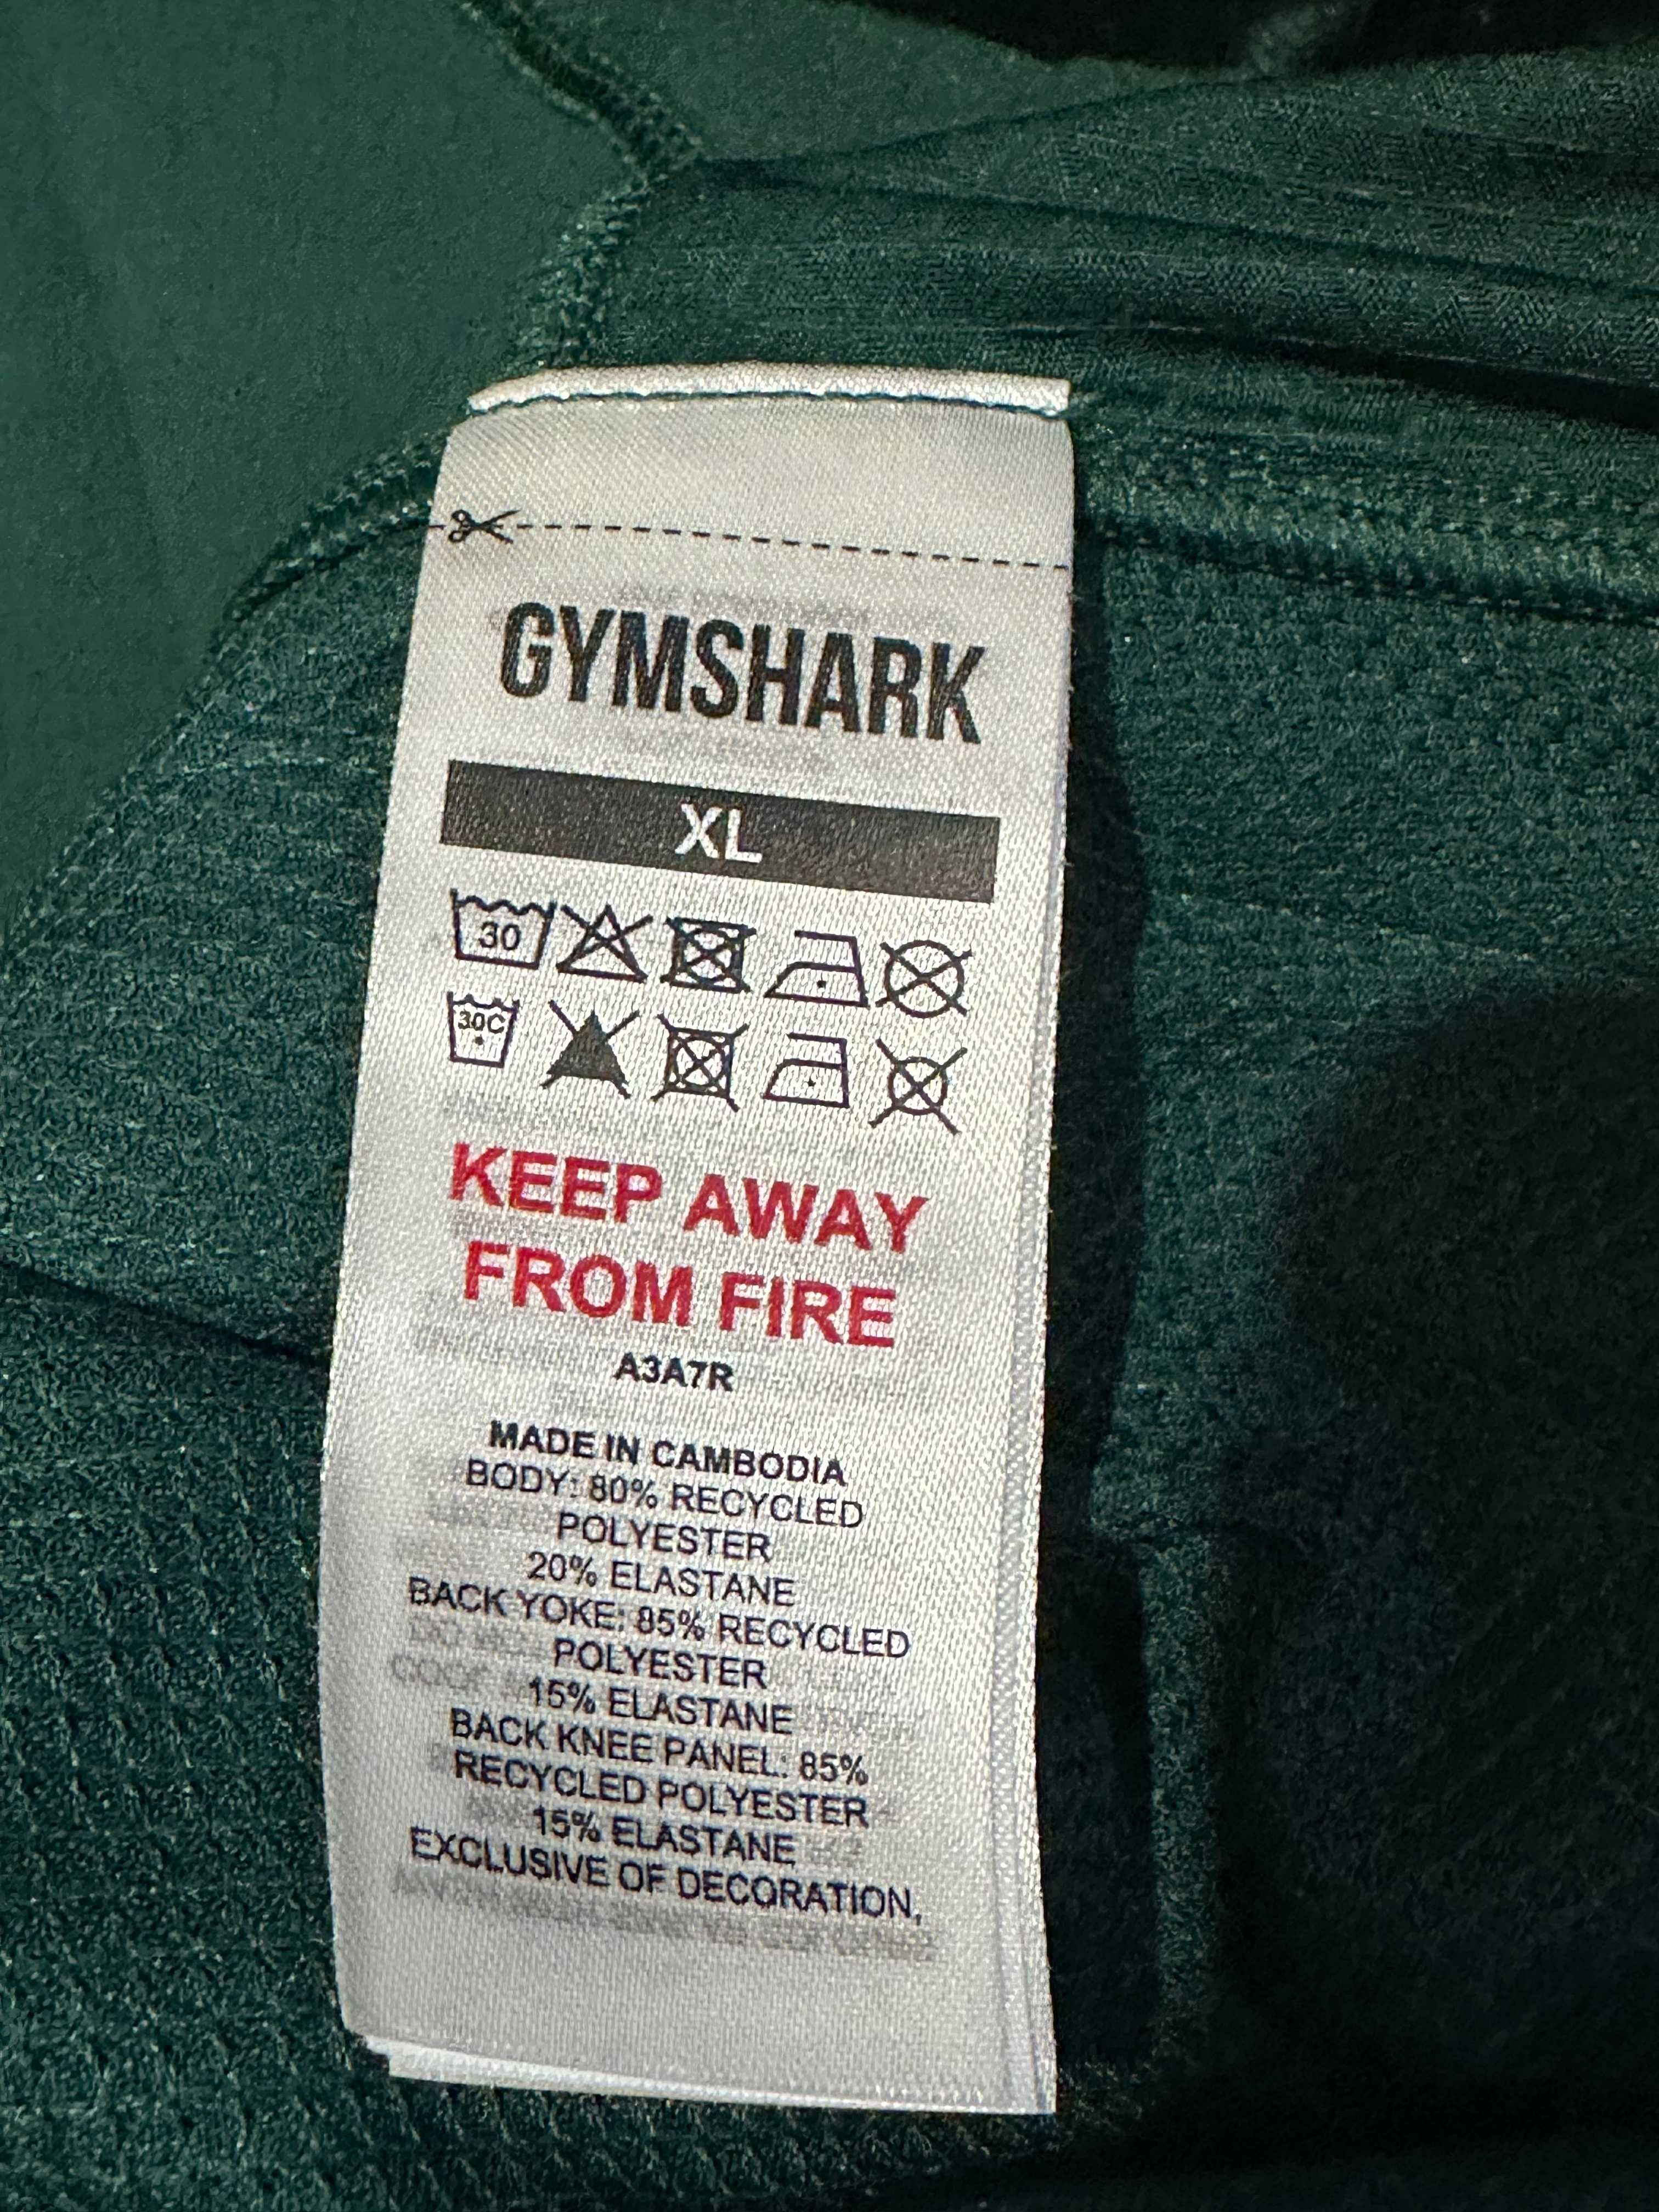 GYMSHARK
XL
30
30C
KEEP AWAY
FROM FIRE
A3A7R
MADE IN CAMBODIA
BODY: 80% RECYCLED
POLYESTER
20% ELASTANE
BACK YOKE: 85% RECYCLED
POLYESTER
15% ELASTANE
BACK KNEE PANEL: 85%
RECYCLED POLYESTER
15% ELASTANE
EXCLUSIVE OF DECORATION,